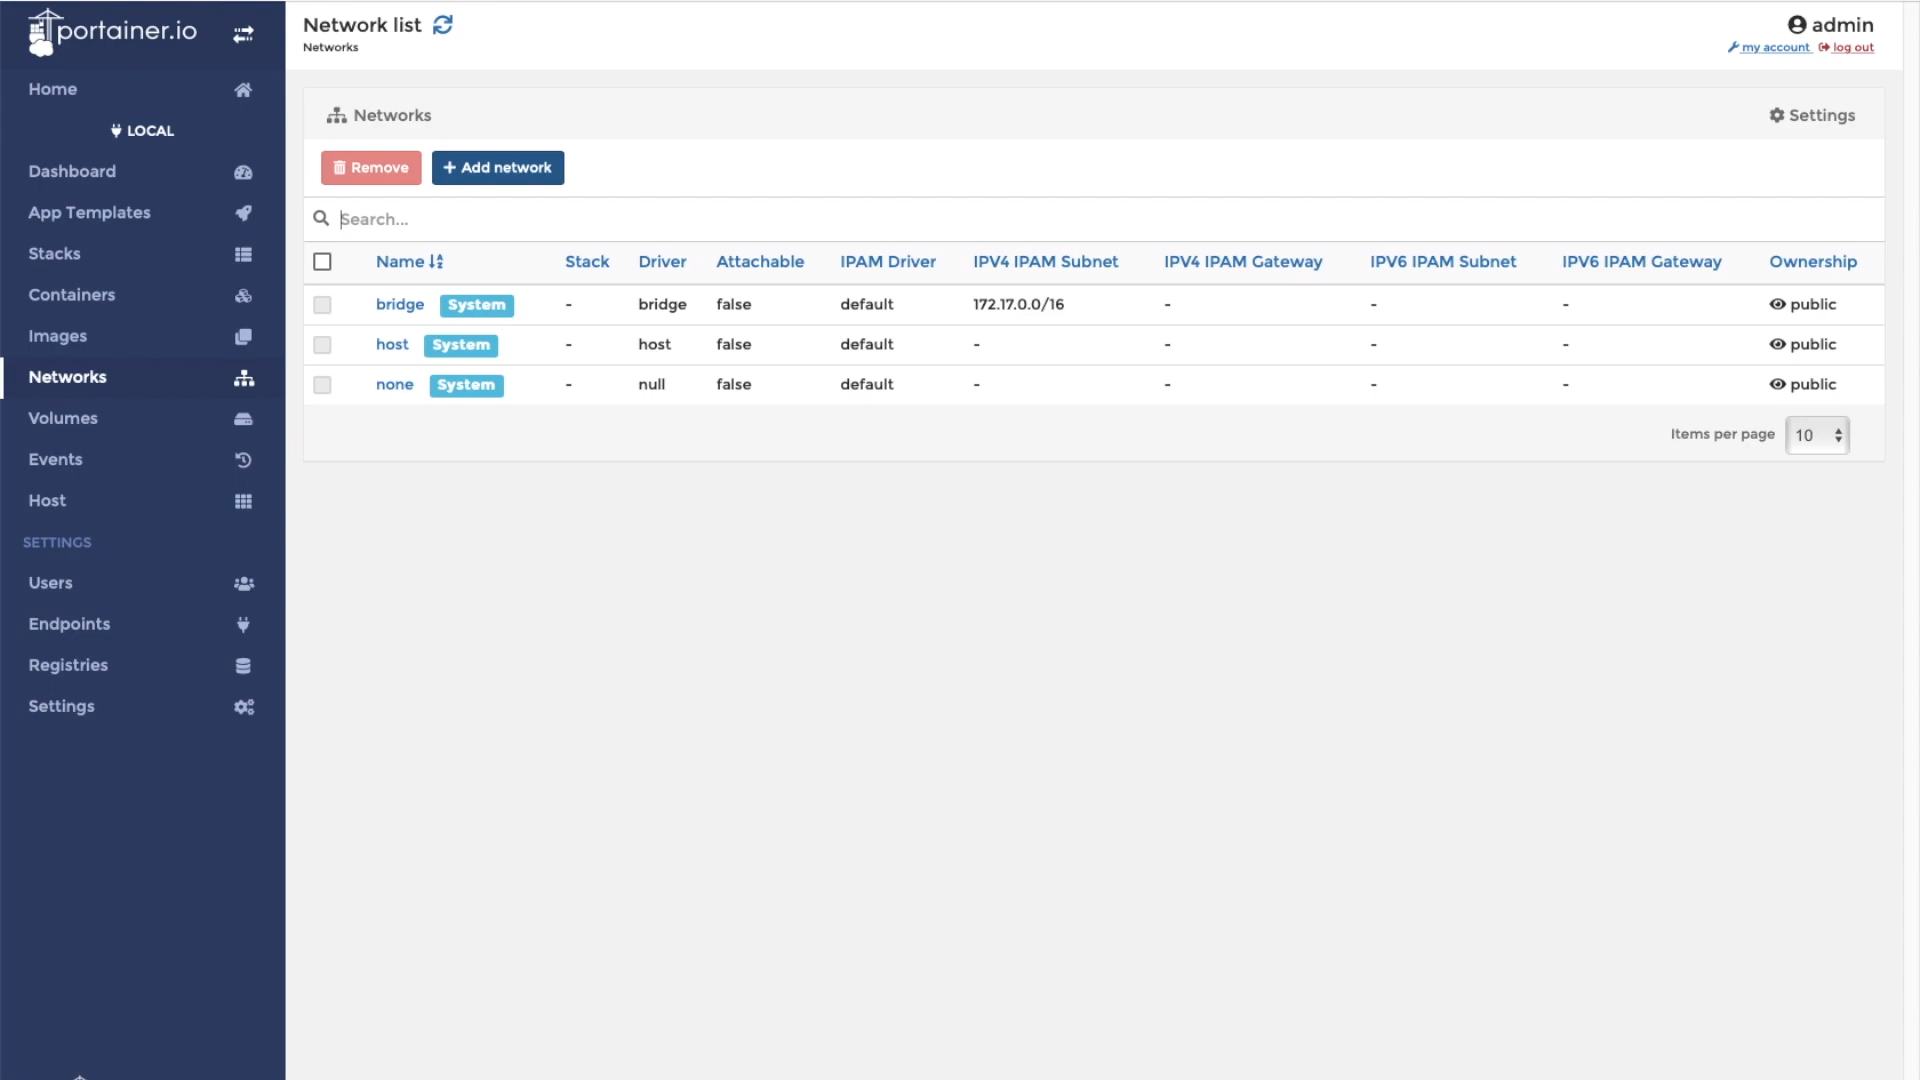 portainer.io
Home
LOCAL
Dashboard
App Templates
Stacks
Containers
Images
Networks
Volumes
Events
Host
SETTINGS
Users
Endpoints
Registries
Settings
Network list
Networks
admin
my account log out
Networks
Settings
Remove + Add network
Search...
Name Stack Driver Attachable IPAM Driver IPV4 IPAM Subnet IPV4 IPAM Gateway IPV6 IPAM Subnet IPV6 IPAM Gateway Ownership
bridge System - bridge false default 172.17.0.0/16 - - - public
host System - host false default - - - - public
none System - null false default - - - - public
Items per page 10